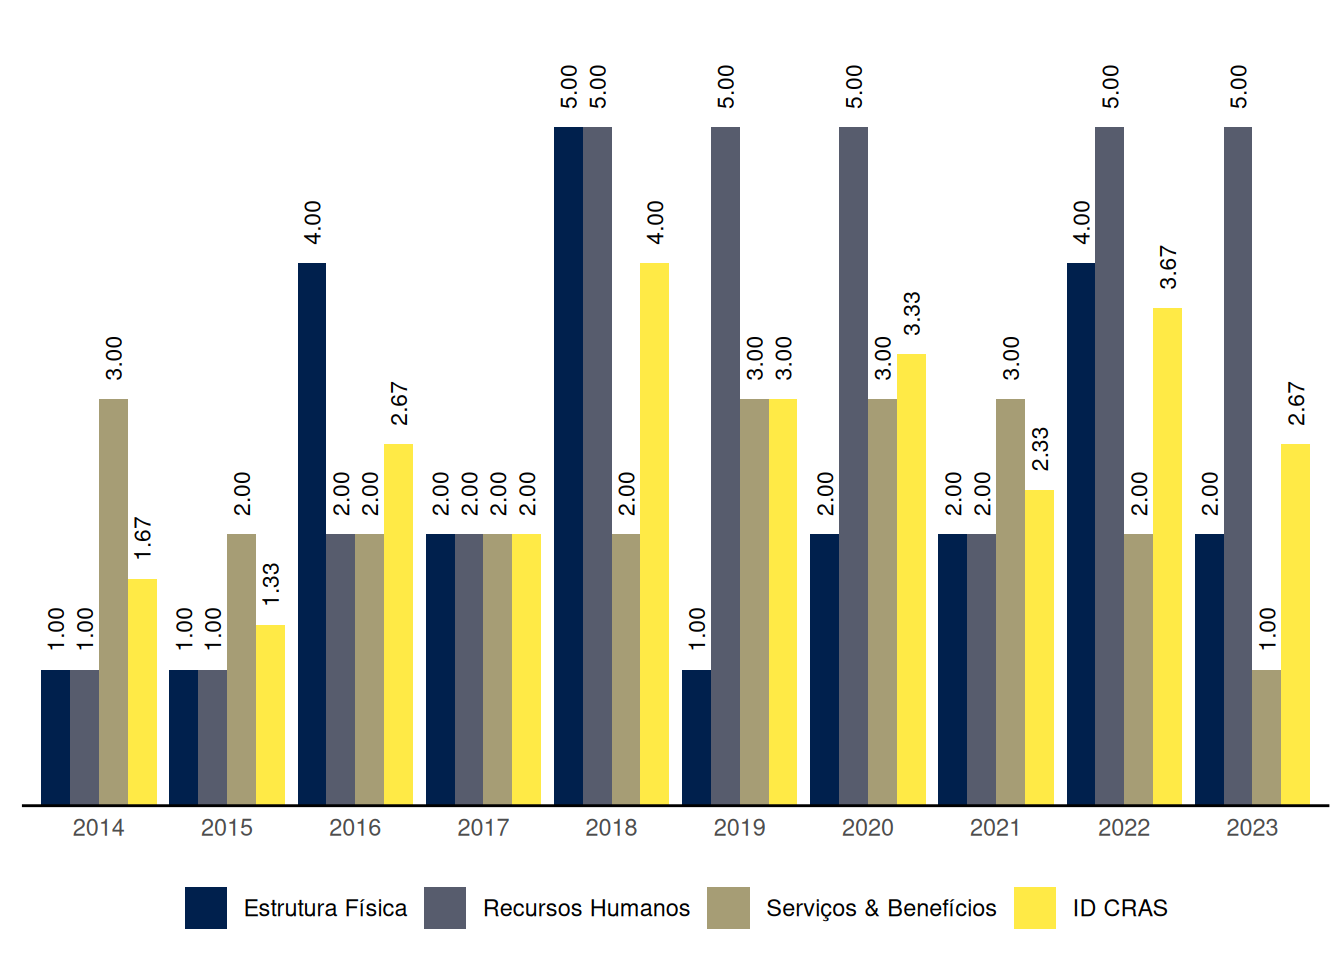 1.00 1.00 3.00 1.67
1.00 1.00 2.00 1.33
4.00 2.00 2.00 2.67
2.00 2.00 2.00 2.00
5.00 5.00 2.00 4.00
1.00 5.00 3.00 3.00
2.00 5.00 3.00 3.33
2.00 2.00 3.00 2.33
4.00 5.00 2.00 3.67
2.00 5.00 1.00 2.67
2014 2015 2016 2017 2018 2019 2020 2021 2022 2023
Estrutura Física Recursos Humanos Serviços & Benefícios ID CRAS